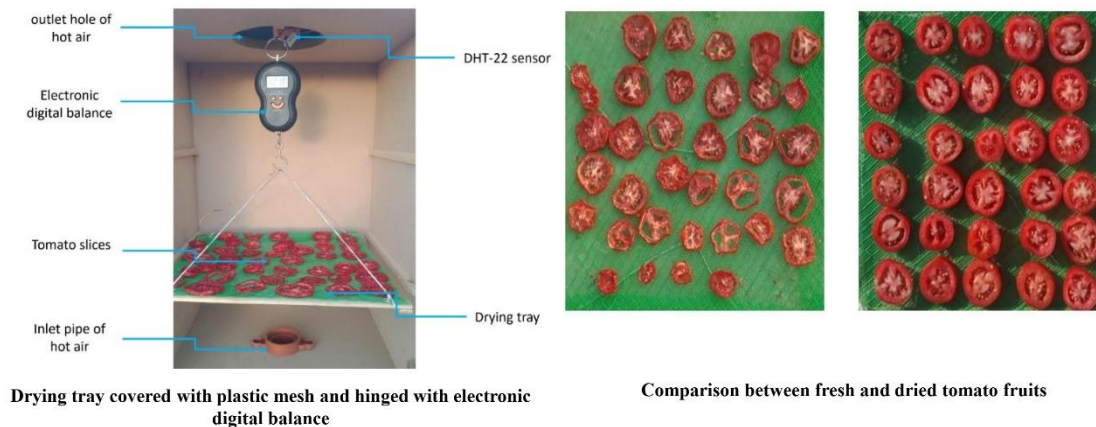 outlet hole of
hot air
DHT-22 sensor
Electronic
digital balance
Tomato slices
Drying tray
Inlet pipe of
hot air
Drying tray covered with plastic mesh and hinged with electronic
digital balance
Comparison between fresh and dried tomato fruits